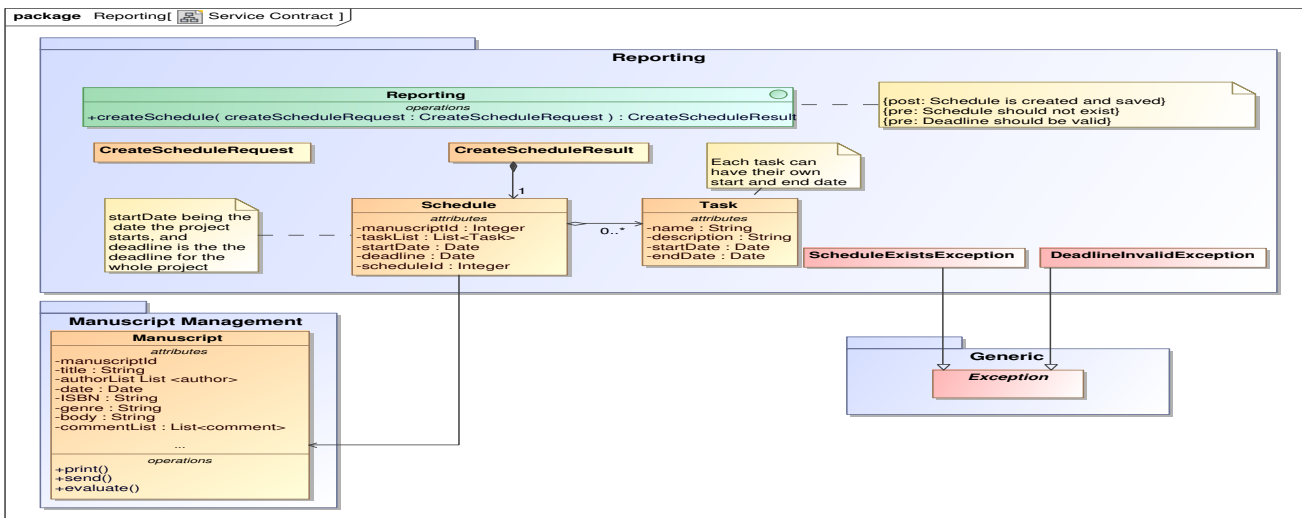 package Reporting[ Service Contract ]
Reporting
Reporting
operations
+createSchedule( createScheduleRequest : CreateScheduleRequest ) : CreateScheduleResult
{post: Schedule is created and saved}
{pre: Schedule should not exist}
{pre: Deadline should be valid}
CreateScheduleRequest
CreateScheduleResult
Each task can
have their own
start and end date
1
startDate being the
date the project
starts, and
deadline is the the
deadline for the
whole project
Schedule
attributes
-manuscriptId : Integer
-taskList : List<Task>
-startDate : Date
-deadline : Date
-scheduleId : Integer
0..*
Task
attributes
-name : String
-description : String
-startDate : Date
-endDate : Date
ScheduleExistsException
DeadlineInvalidException
Manuscript Management
Manuscript
attributes
-manuscriptId
-title : String
-authorList List <author>
-date : Date
-ISBN : String
-genre : String
-body : String
-commentList : List<comment>
...
operations
+print()
+send()
+evaluate()
Generic
Exception